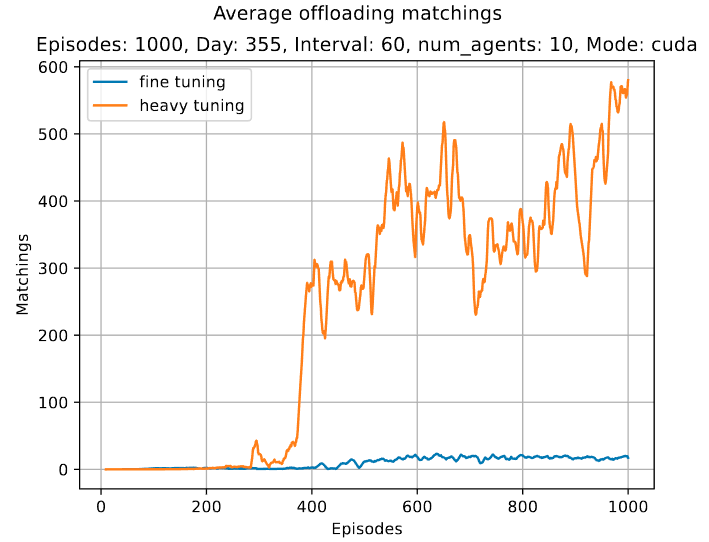 Average offloading matchings
Episodes: 1000, Day: 355, Interval: 60, num_agents: 10, Mode: cuda
fine tuning
heavy tuning
Matchings
600
500
400
300
200
100
0
0 200 400 600 800 1000
Episodes